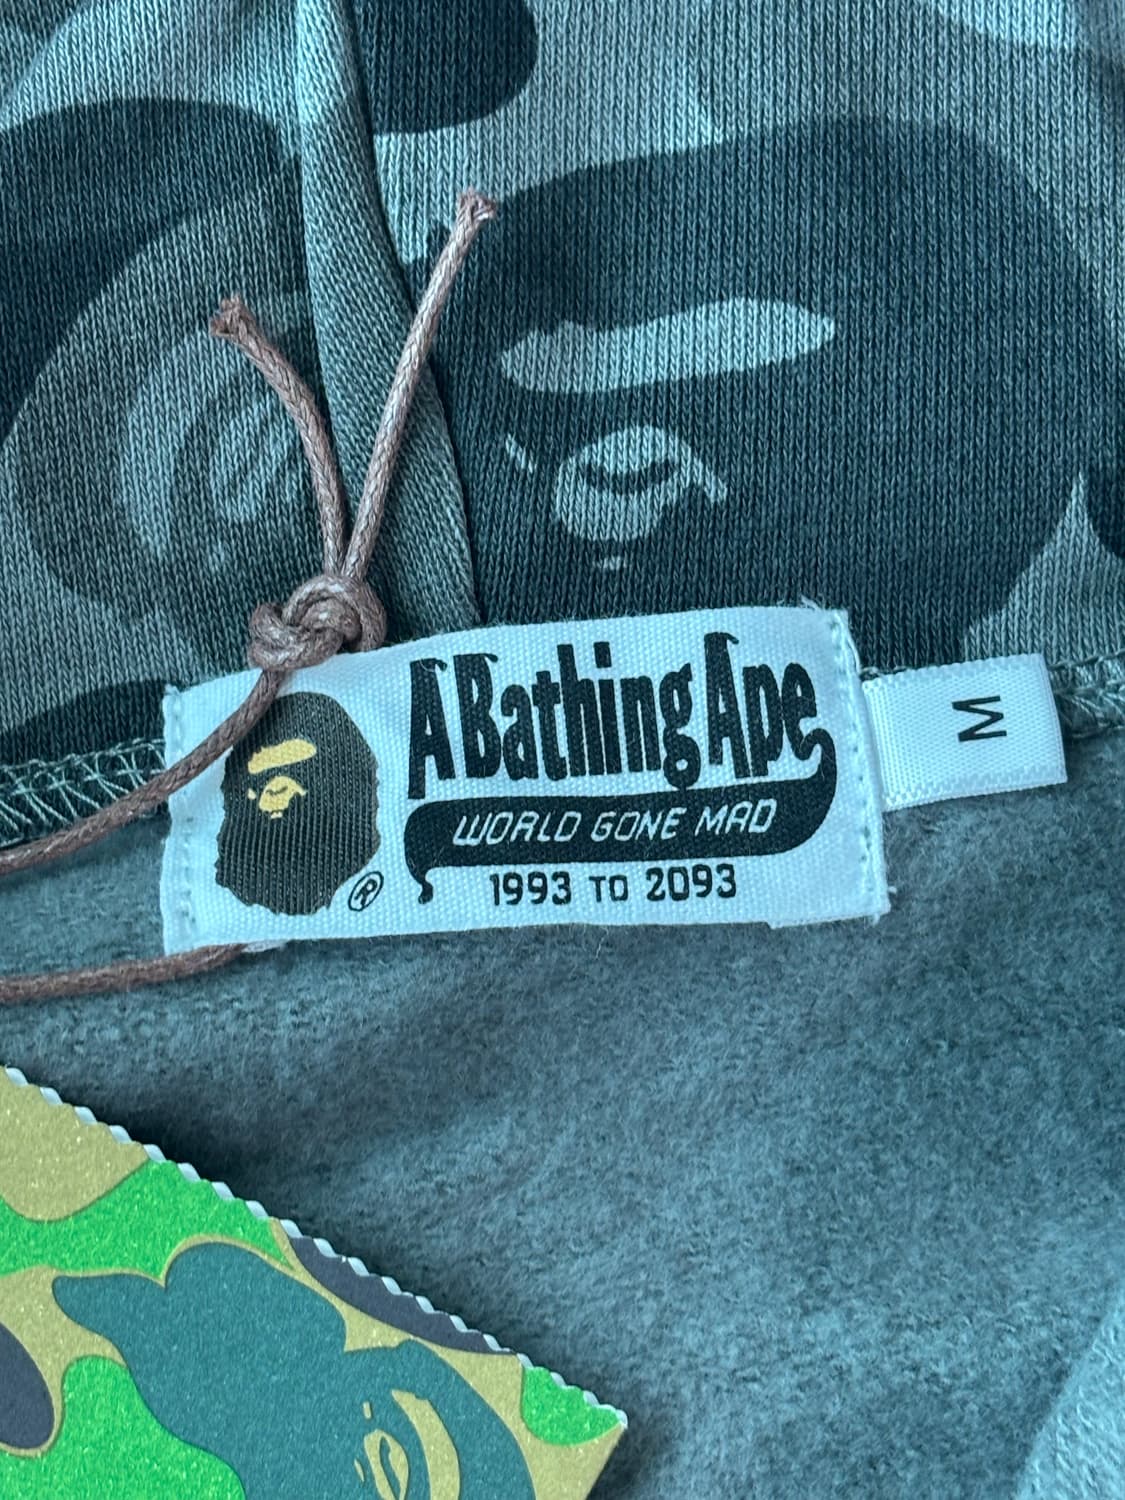 A Bathing Ape
WORLD GONE MAD
1993 TO 2093
®
M